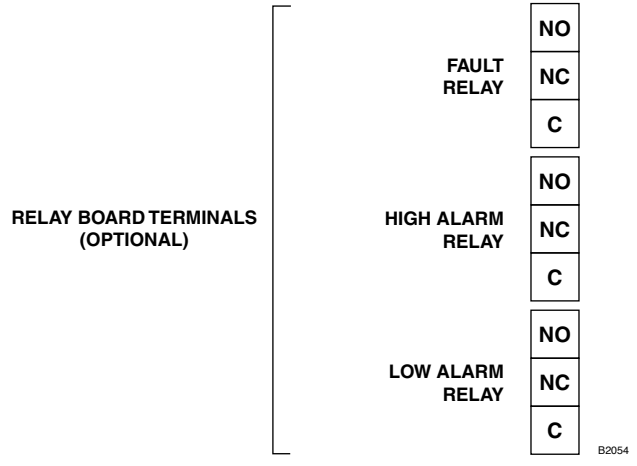 RELAY BOARD TERMINALS
(OPTIONAL)
FAULT
RELAY
NO
NC
C
HIGH ALARM
RELAY
NO
NC
C
LOW ALARM
RELAY
NO
NC
C
B2054